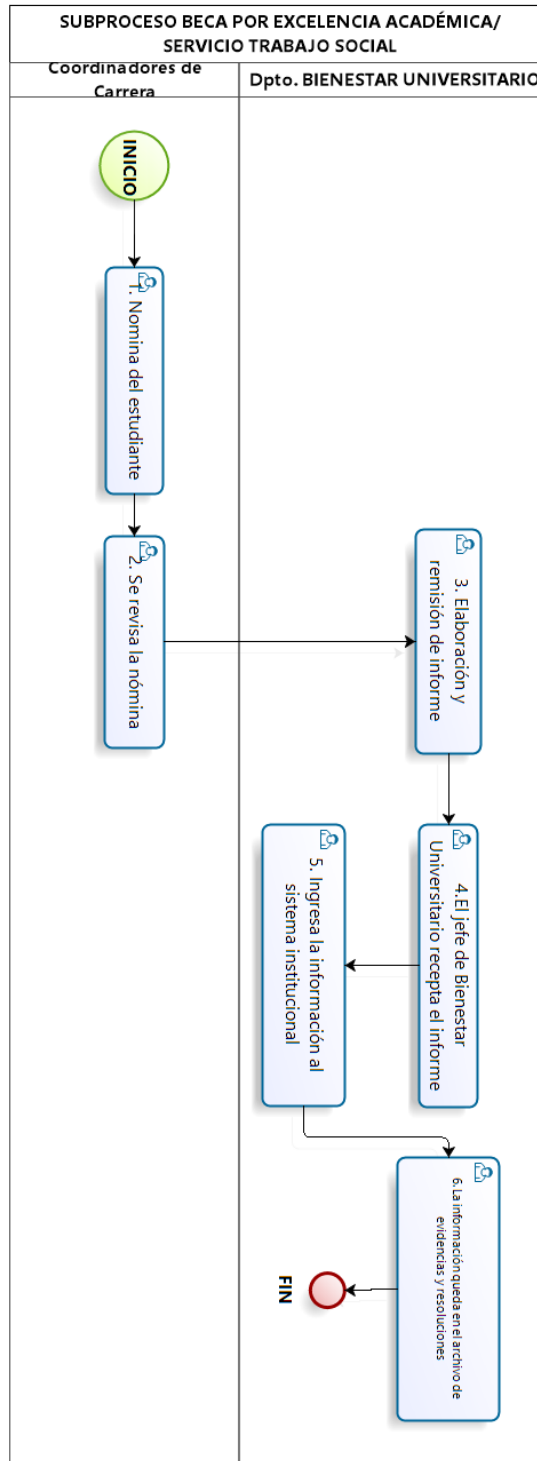 SUBPROCESO BECA POR EXCELENCIA ACADÉMICA/
SERVICIO TRABAJO SOCIAL
Coordinadores de
Carrera
Dpto. BIENESTAR UNIVERSITARIO
INICIO
1. Nomina del estudiante
2. Se revisa la nómina
3. Elaboración y
remisión de informe
4.El jefe de Bienestar
Universitario recepta el informe
5. Ingresa la información al
sistema institucional
6.La información queda en el archivo de
evidencias y resoluciones
FIN